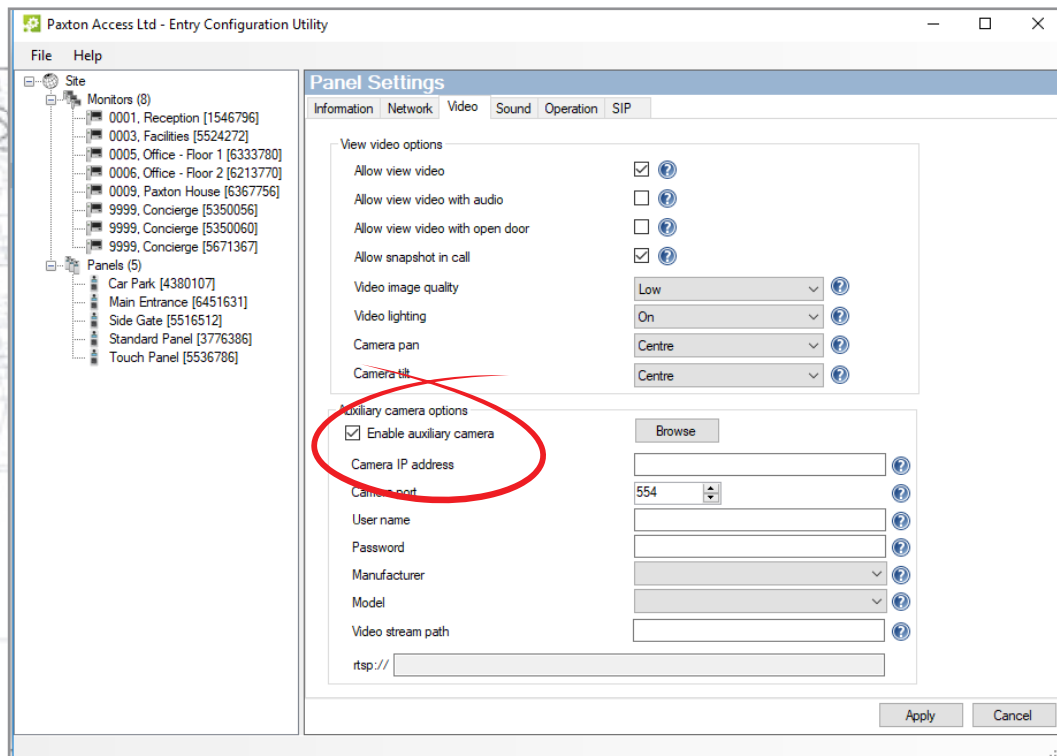 Paxton Access Ltd - Entry Configuration Utility
File Help
Site
Monitors (8)
0001, Reception [1546796]
0003, Facilities [5524272]
0005, Office - Floor 1 [6333780]
0006, Office - Floor 2 [6213770]
0009, Paxton House [6367756]
9999, Concierge [5350056]
9999, Concierge [5350060]
9999, Concierge [5671367]
Panels (5)
Car Park [4380107]
Main Entrance [6451631]
Side Gate [5516512]
Standard Panel [3776386]
Touch Panel [5536786]
Panel Settings
Information Network Video Sound Operation SIP
View video options
Allow view video
Allow view video with audio
Allow view video with open door
Allow snapshot in call
Video image quality Low
Video lighting On
Camera pan Centre
Camera tilt Centre
Auxiliary camera options
Enable auxiliary camera Browse
Camera IP address
Camera port 554
User name
Password
Manufacturer
Model
Video stream path
rtsp://
Apply Cancel